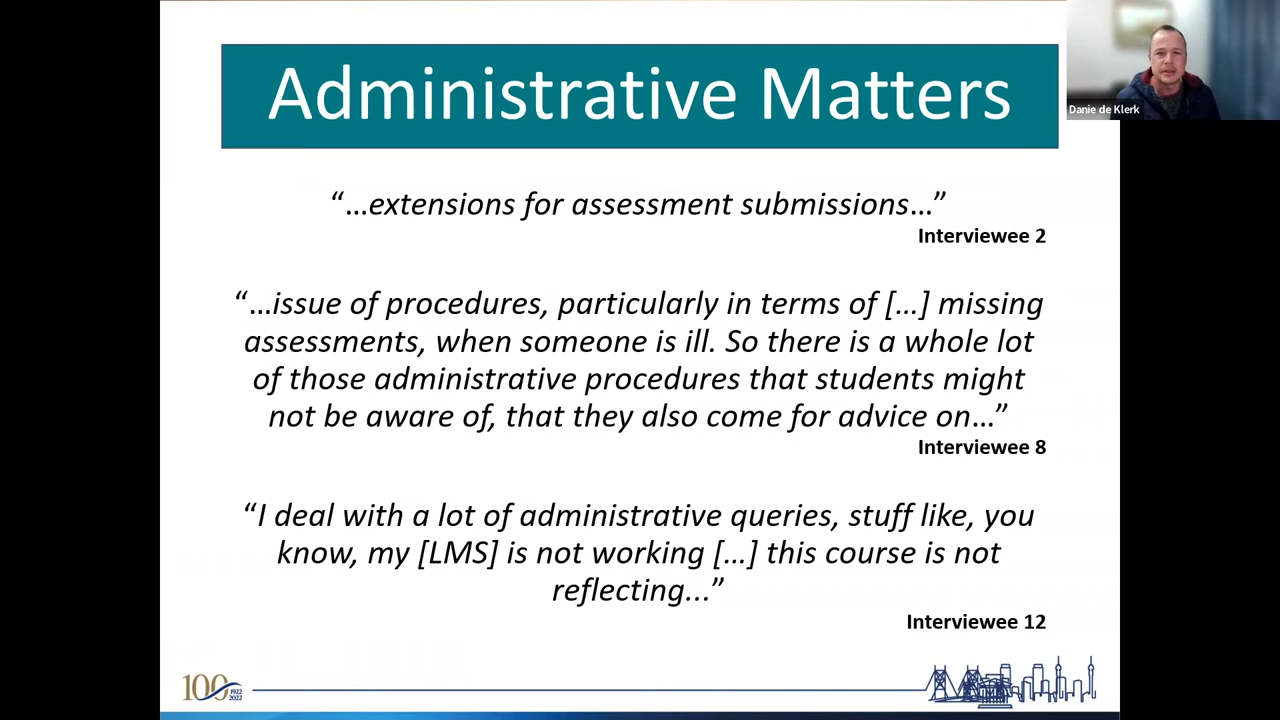 Administrative Matters
Danie de Klerk
“…extensions for assessment submissions…”
Interviewee 2
“…issue of procedures, particularly in terms of […] missing
assessments, when someone is ill. So there is a whole lot
of those administrative procedures that students might
not be aware of, that they also come for advice on…”
Interviewee 8
“I deal with a lot of administrative queries, stuff like, you
know, my [LMS] is not working […] this course is not
reflecting...”
Interviewee 12
100 1922
2022